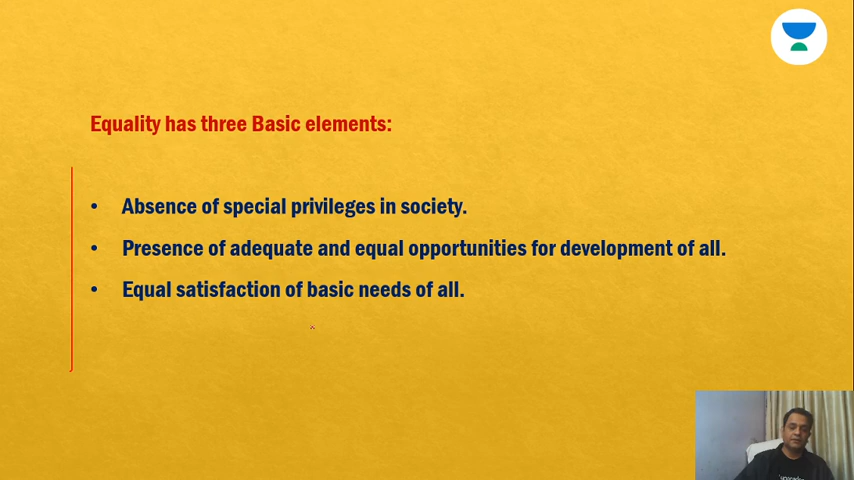 Equality has three Basic elements:
• Absence of special privileges in society.
• Presence of adequate and equal opportunities for development of all.
• Equal satisfaction of basic needs of all.